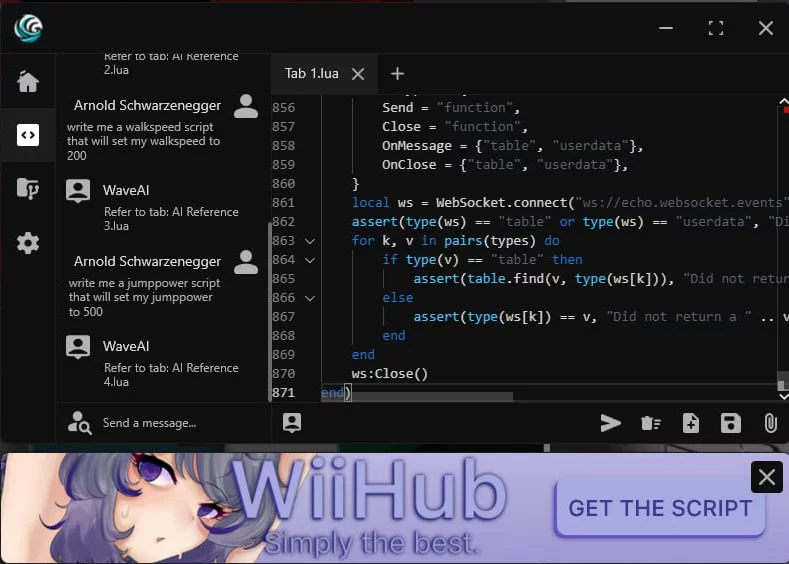 Refer to tab: AI Reference
2.lua
Arnold Schwarzenegger
write me a walkspeed script
that will set my walkspeed to
200
WaveAI
Refer to tab: AI Reference
3.lua
Arnold Schwarzenegger
write me a jumppower script
that will set my jumppower
to 500
WaveAI
Refer to tab: AI Reference
4.lua
Send a message...
Tab 1.lua
856 Send = "function",
857 Close = "function",
858 OnMessage = {"table", "userdata"},
859 OnClose = {"table", "userdata"},
860 }
861 local ws = WebSocket.connect("ws://echo.websocket.events"
862 assert(type(ws) == "table" or type(ws) == "userdata", "Di
863 for k, v in pairs(types) do
864 if type(v) == "table" then
865 assert(table.find(v, type(ws[k])), "Did not retur
866 else
867 assert(type(ws[k]) == v, "Did not return a " .. v
868 end
869 end
870 ws:Close()
871 end)
WiiHub
Simply the best.
GET THE SCRIPT